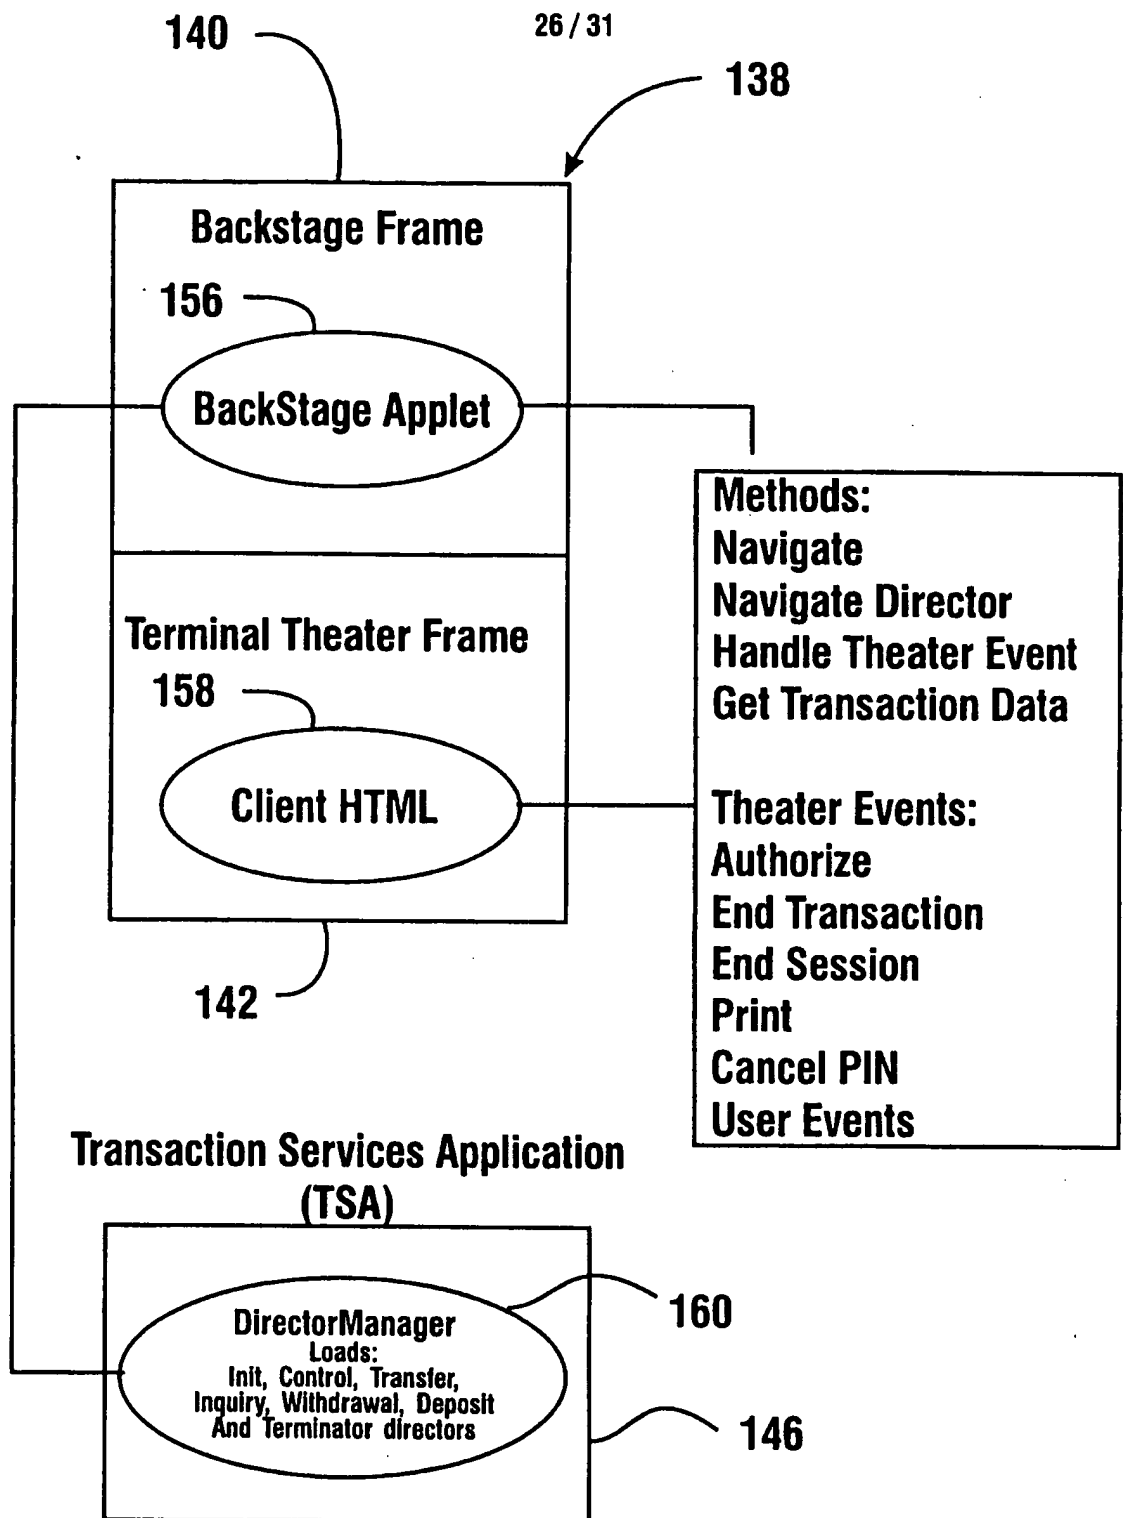 26 / 31
140
138
Backstage Frame
156
BackStage Applet
Terminal Theater Frame
158
Client HTML
142
Methods:
Navigate
Navigate Director
Handle Theater Event
Get Transaction Data
Theater Events:
Authorize
End Transaction
End Session
Print
Cancel PIN
User Events
Transaction Services Application
(TSA)
DirectorManager
Loads:
Init, Control, Transfer,
Inquiry, Withdrawal, Deposit
And Terminator directors
160
146